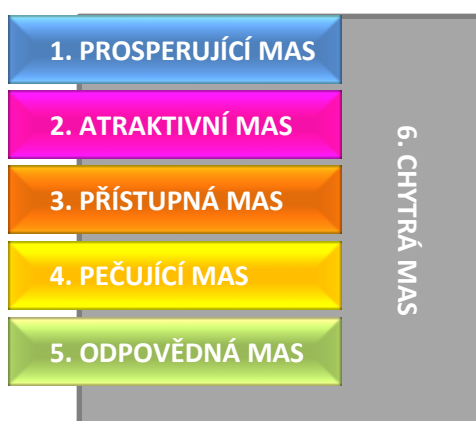 1. PROSPERUJÍCÍ MAS
2. ATRAKTIVNÍ MAS
3. PŘÍSTUPNÁ MAS
4. PEČUJÍCÍ MAS
5. ODPOVĚDNÁ MAS
6. CHYTRÁ MAS